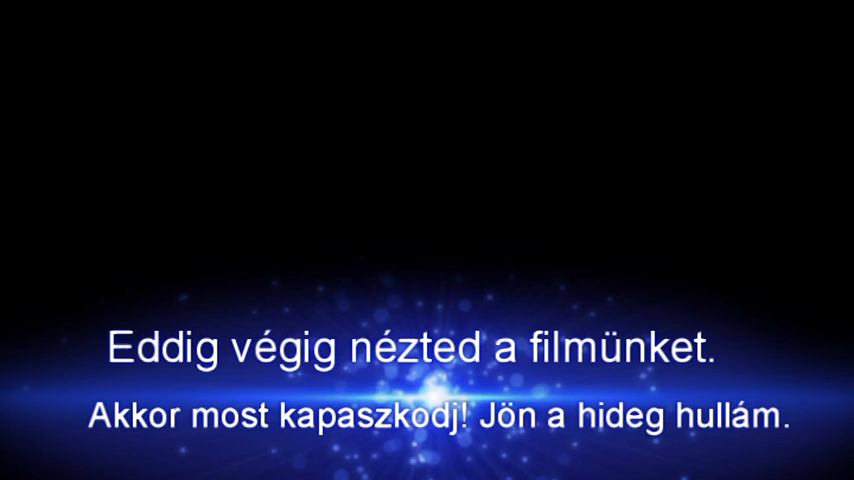 Eddig végig nézted a filmünket.
Akkor most kapaszkodj! Jön a hideg hullám.